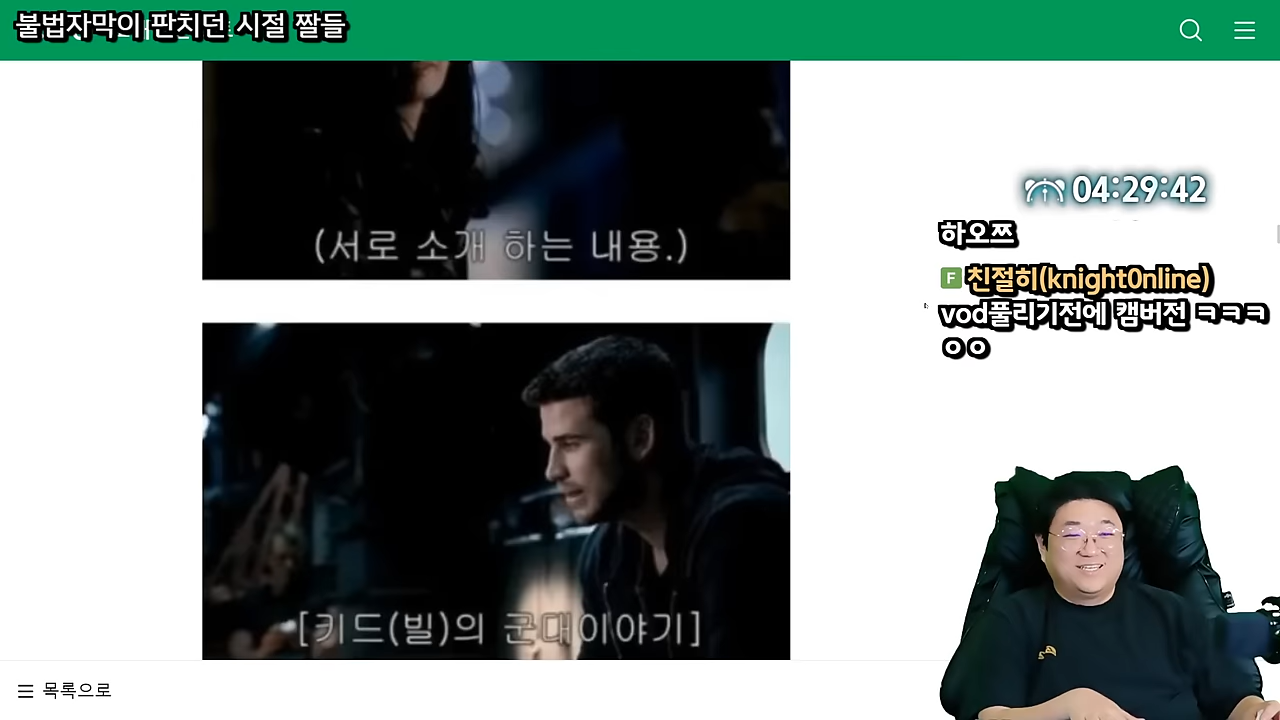 불법자막이 판치던 시절 짤들
(서로 소개 하는 내용.)
[키드(빌)의 군대이야기]
목록으로
04:29:42
하오쯔
F 친절히(knight0nline)
vod풀리기전에 캠버전 ㅋㅋㅋ
ㅇㅇ